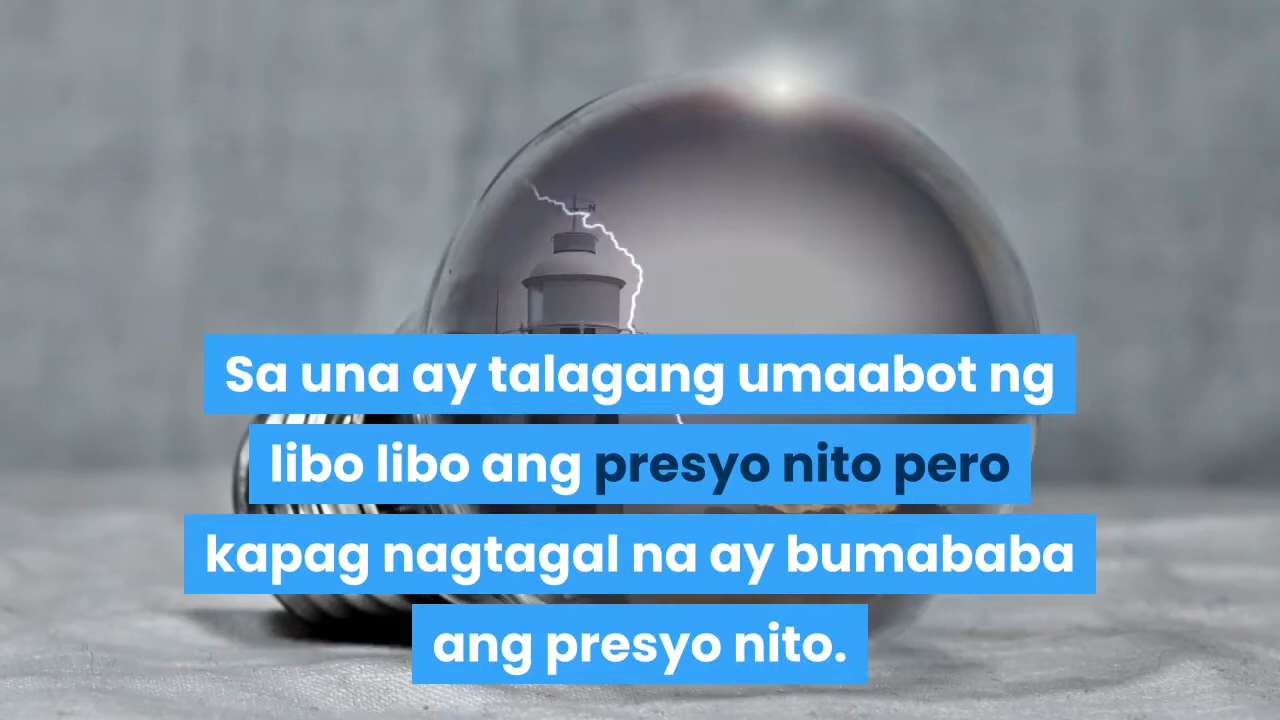 Sa una ay talagang umaabot ng
libo libo ang presyo nito pero
kapag nagtagal na ay bumababa
ang presyo nito.